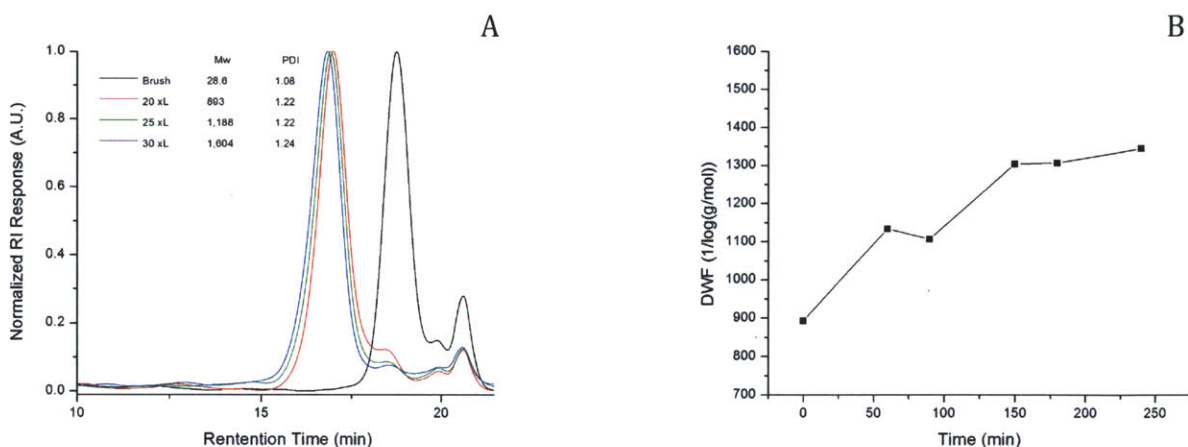 A
Mw PDI
Brush 28.6 1.08
20 xL 893 1.22
25 xL 1,188 1.22
30 xL 1,604 1.24
Normalized RI Response (A.U.)
1.0
0.8
0.6
0.4
0.2
0.0
10 15 20
Rentention Time (min)
B
DWF (1/log(g/mol))
1600
1500
1400
1300
1200
1100
1000
900
800
700
0 50 100 150 200 250
Time (min)